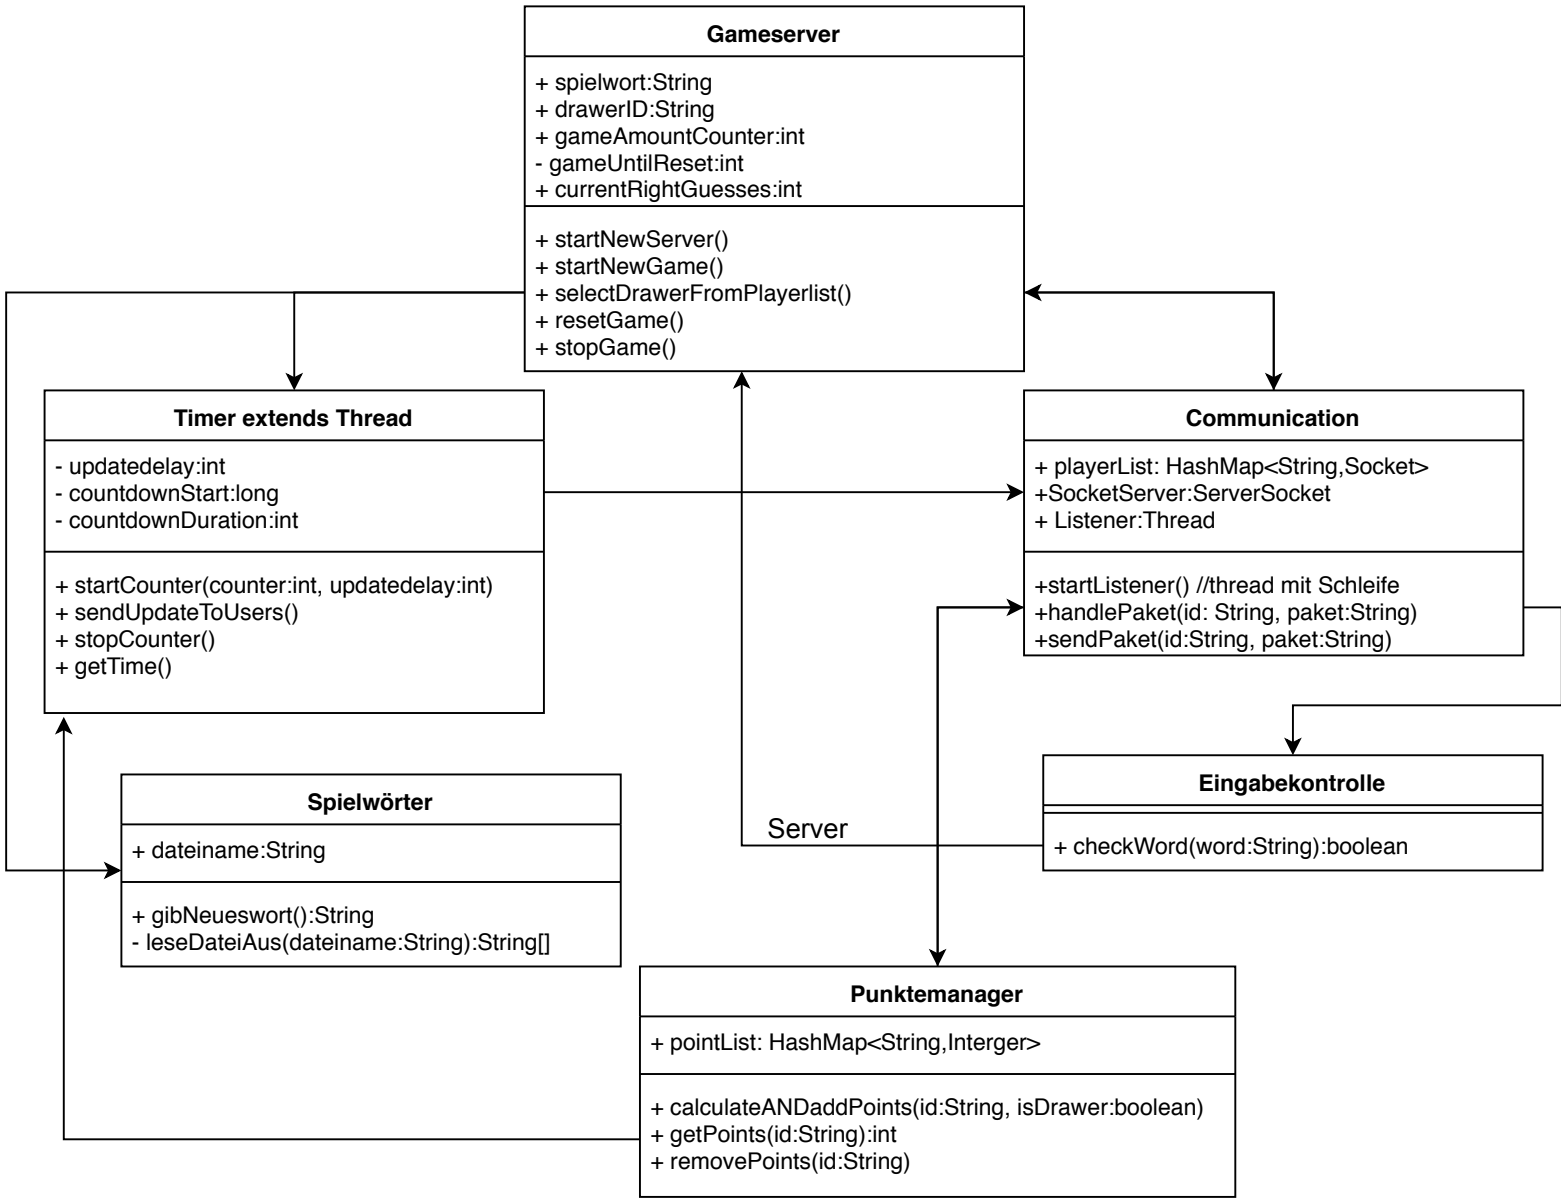 Gameserver
+ spielwort:String
+ drawerID:String
+ gameAmountCounter:int
- gameUntilReset:int
+ currentRightGuesses:int
+ startNewServer()
+ startNewGame()
+ selectDrawerFromPlayerlist()
+ resetGame()
+ stopGame()
Timer extends Thread
- updatedelay:int
- countdownStart:long
- countdownDuration:int
+ startCounter(counter:int, updatedelay:int)
+ sendUpdateToUsers()
+ stopCounter()
+ getTime()
Communication
+ playerList: HashMap<String,Socket>
+SocketServer:ServerSocket
+ Listener:Thread
+startListener() //thread mit Schleife
+handlePaket(id: String, paket:String)
+sendPaket(id:String, paket:String)
Spielwörter
+ dateiname:String
+ gibNeueswort():String
- leseDateiAus(dateiname:String):String[]
Server
Eingabekontrolle
+ checkWord(word:String):boolean
Punktemanager
+ pointList: HashMap<String,Interger>
+ calculateANDaddPoints(id:String, isDrawer:boolean)
+ getPoints(id:String):int
+ removePoints(id:String)